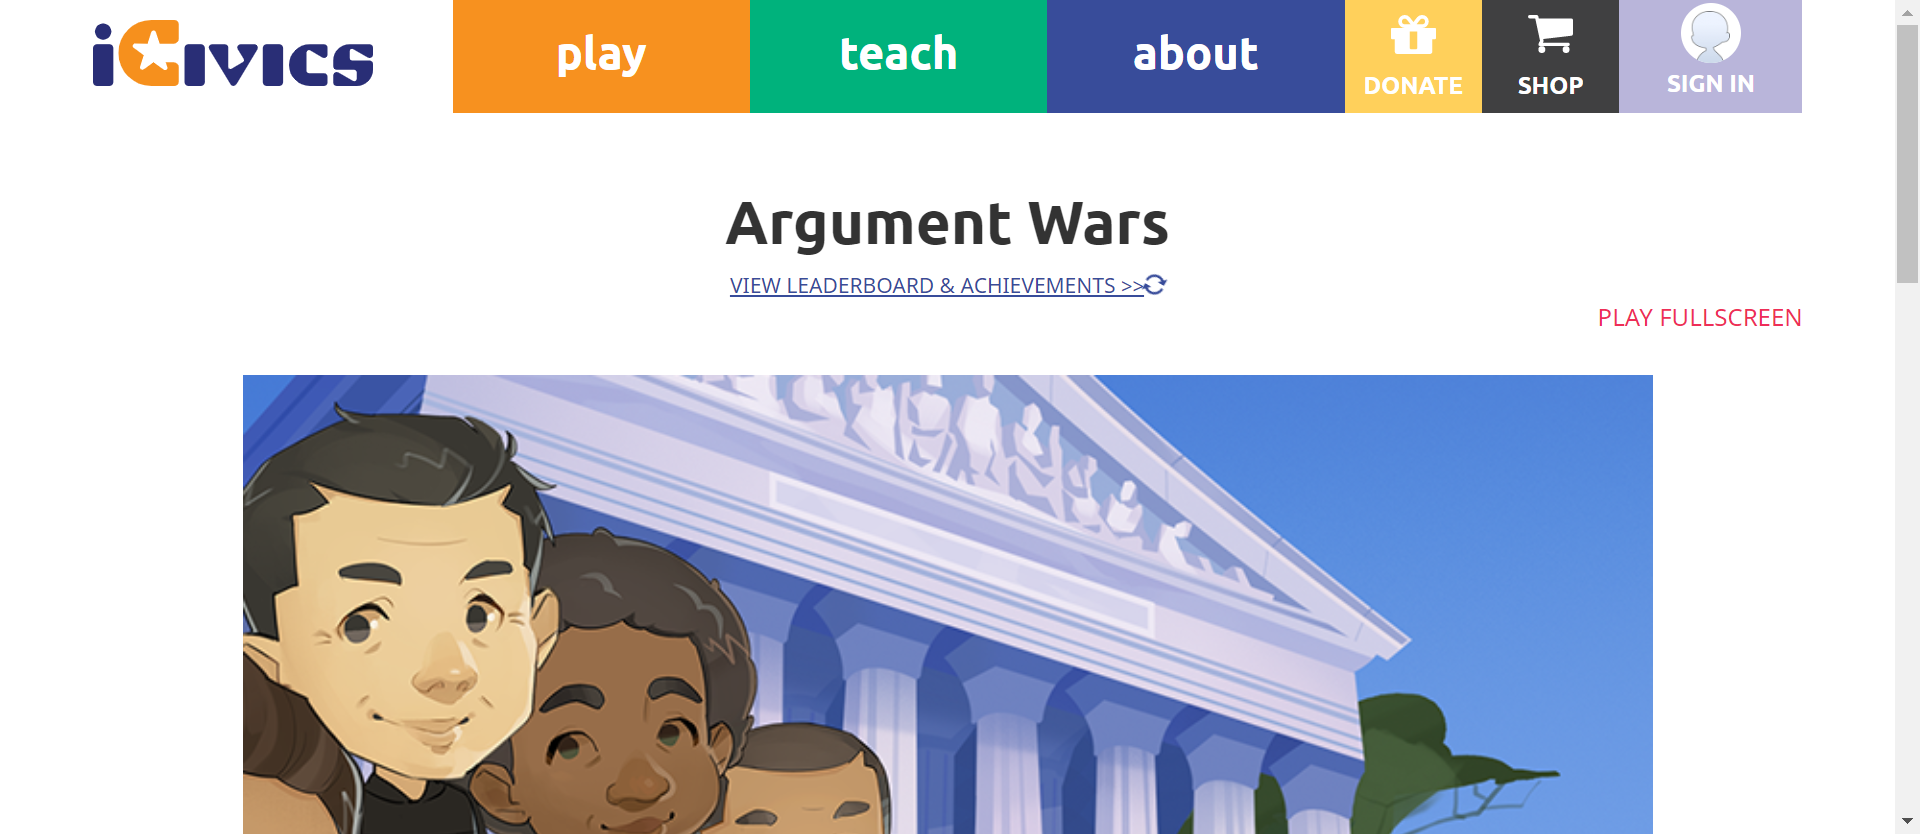 iCivics
play
teach
about
DONATE
SHOP
SIGN IN
Argument Wars
VIEW LEADERBOARD & ACHIEVEMENTS >>
PLAY FULLSCREEN